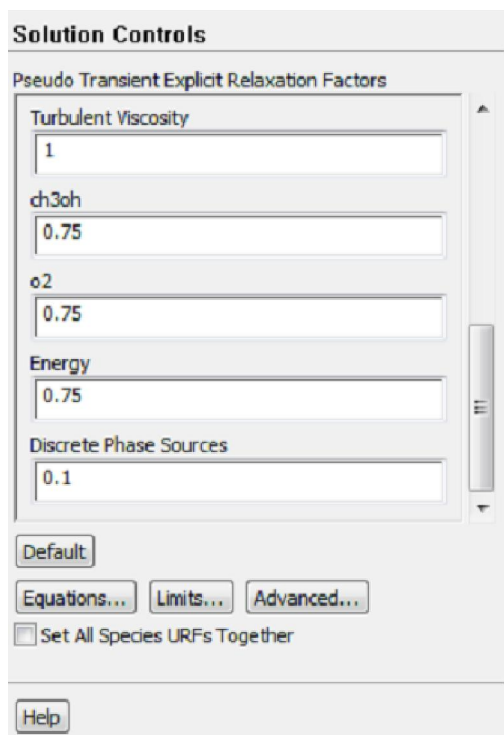 Solution Controls
Pseudo Transient Explicit Relaxation Factors
Turbulent Viscosity
1
ch3oh
0.75
o2
0.75
Energy
0.75
Discrete Phase Sources
0.1
Default
Equations... Limits... Advanced...
Set All Species URFs Together
Help